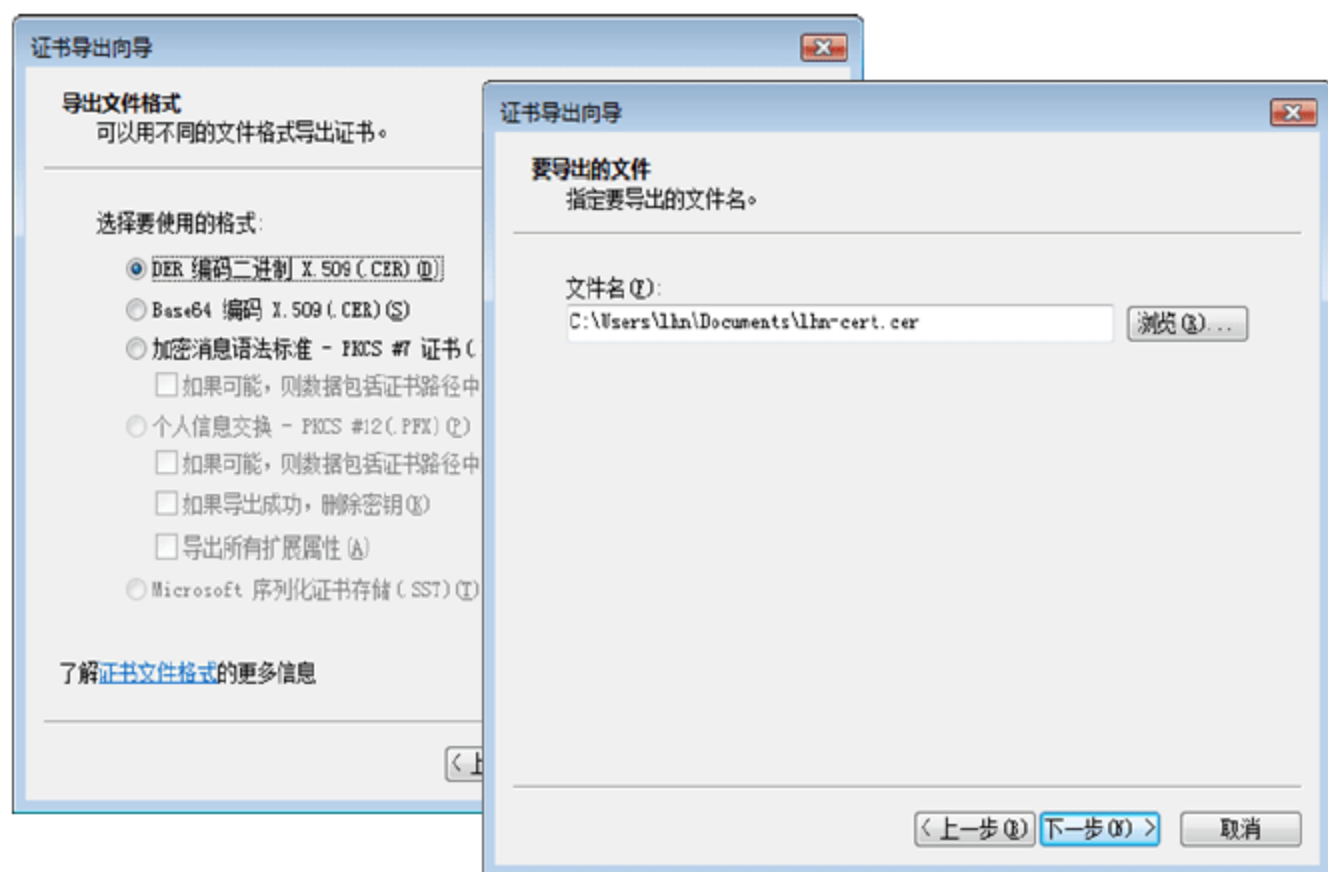 证书导出向导
导出文件格式
可以用不同的文件格式导出证书。
选择要使用的格式:
DER 编码二进制 X.509(.CER)(D)
Base64 编码 X.509(.CER)(S)
加密消息语法标准 - PKCS #7 证书(
如果可能，则数据包括证书路径中
个人信息交换 - PKCS #12(.PFX)(P)
如果可能，则数据包括证书路径中
如果导出成功，删除密钥(K)
导出所有扩展属性(A)
Microsoft 序列化证书存储(.SST)(T)
了解证书文件格式的更多信息
< 上
证书导出向导
要导出的文件
指定要导出的文件名。
文件名(F):
C:\Users\lhn\Documents\lhn-cert.cer
浏览(R)...
< 上一步(B) 下一步(N) > 取消